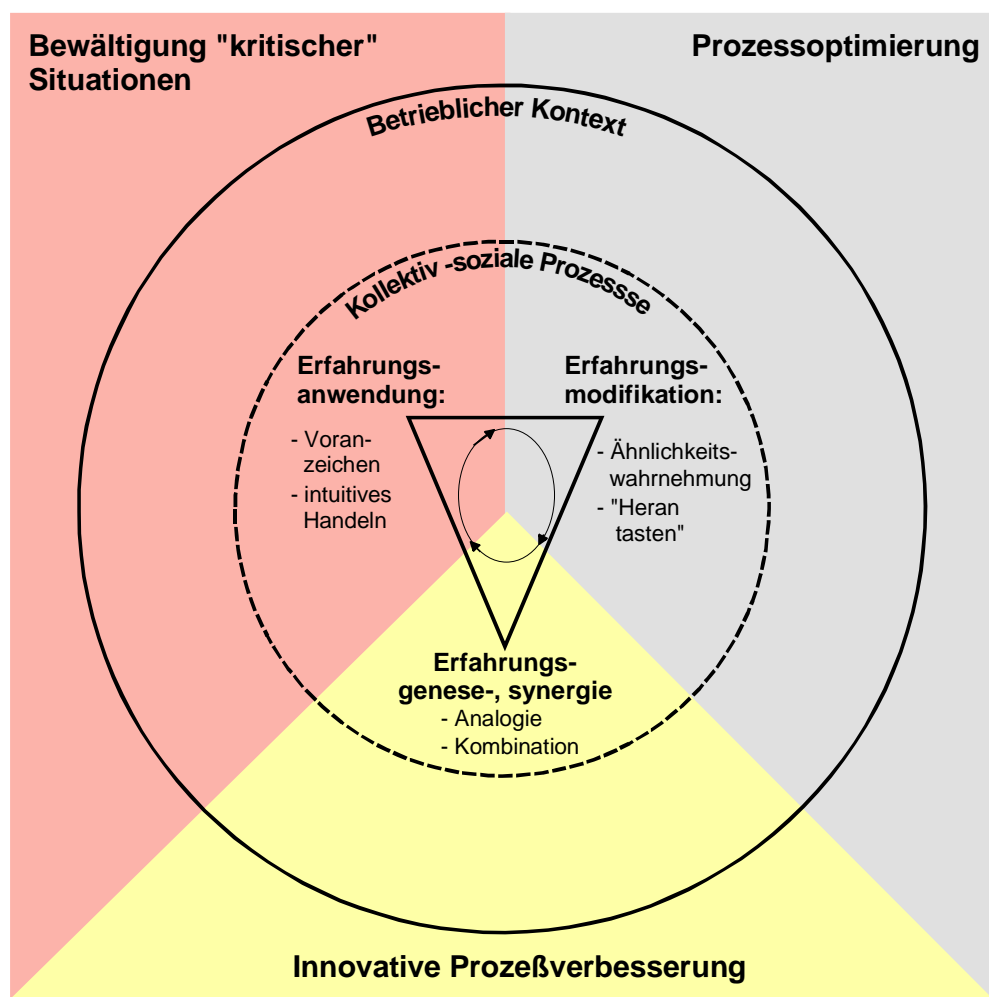 Bewältigung "kritischer"
Situationen
Prozessoptimierung
Betrieblicher Kontext
Kollektiv -soziale Prozessse
Erfahrungs-
anwendung:
- Voran-
zeichen
- intuitives
Handeln
Erfahrungs-
modifikation:
- Ähnlichkeits-
wahrnehmung
- "Heran
tasten"
Erfahrungs-
genese-, synergie
- Analogie
- Kombination
Innovative Prozeßverbesserung